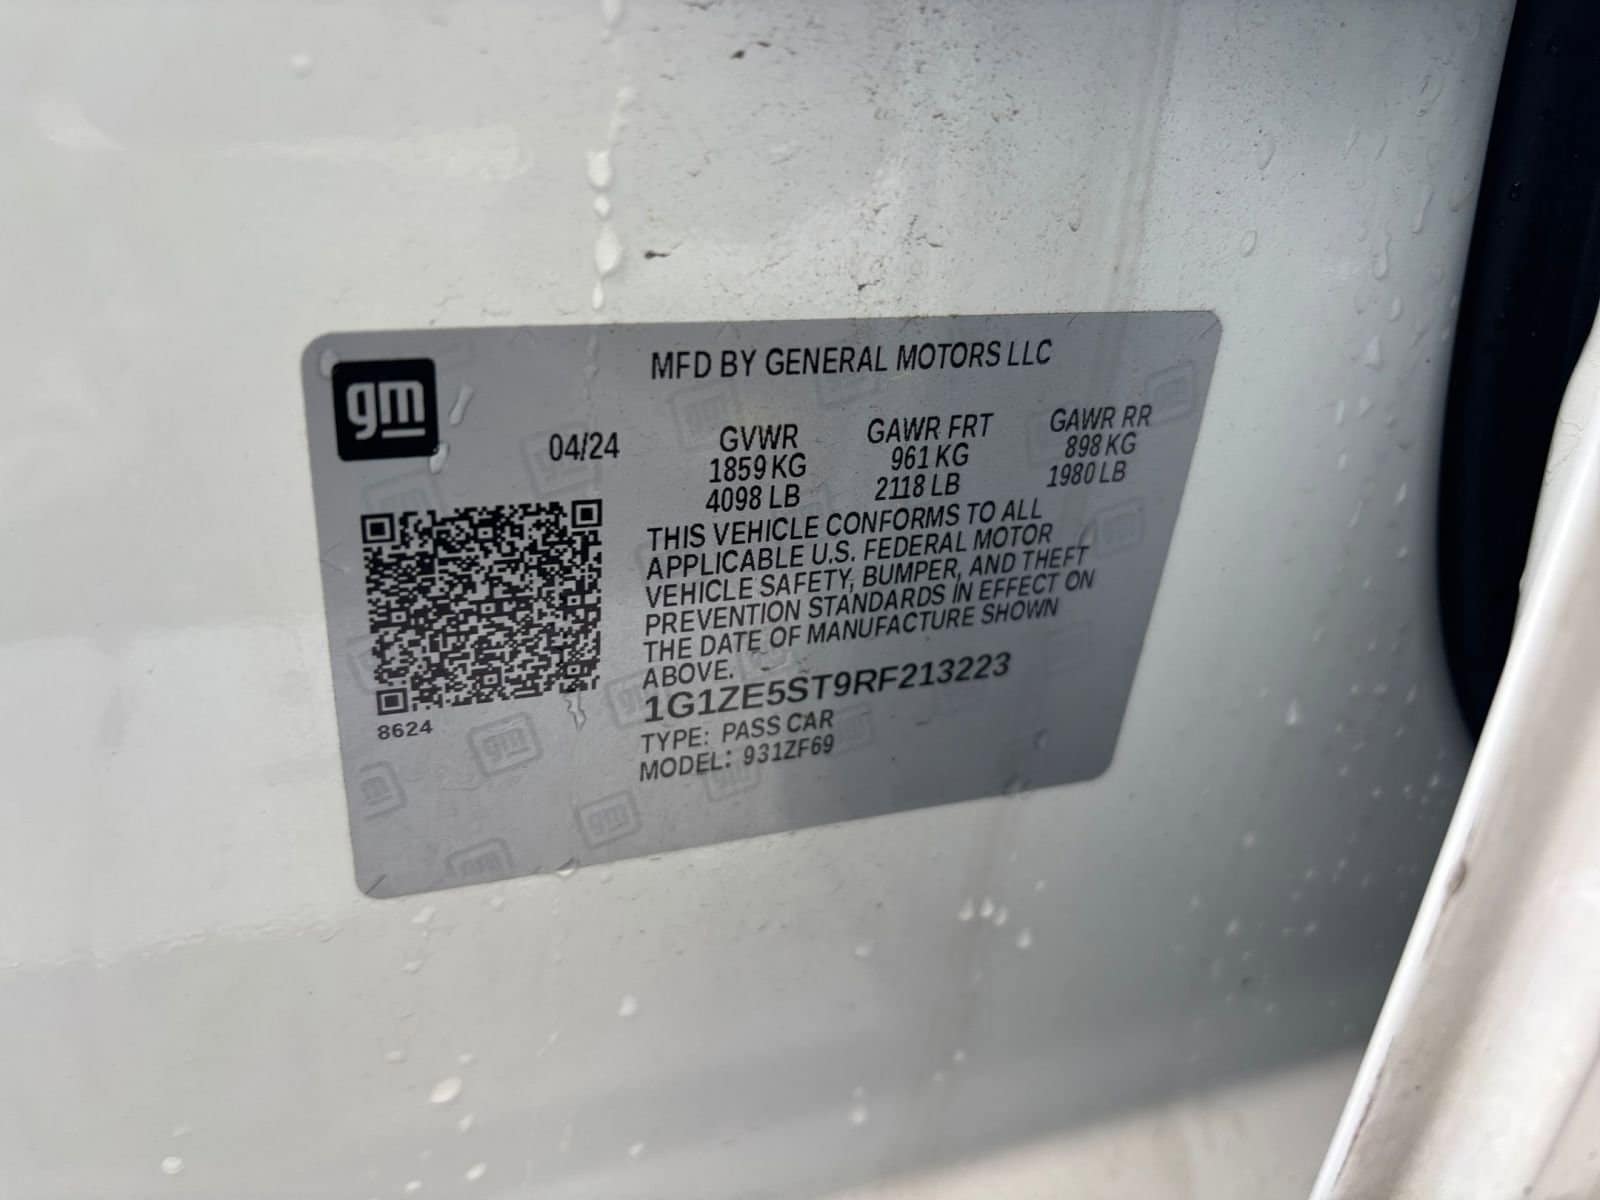 gm
MFD BY GENERAL MOTORS LLC
04/24 GVWR GAWR FRT GAWR RR
1859 KG 961 KG 898 KG
4098 LB 2118 LB 1980 LB
THIS VEHICLE CONFORMS TO ALL
APPLICABLE U.S. FEDERAL MOTOR
VEHICLE SAFETY, BUMPER, AND THEFT
PREVENTION STANDARDS IN EFFECT ON
THE DATE OF MANUFACTURE SHOWN
ABOVE.
1G1ZE5ST9RF213223
TYPE: PASS CAR
MODEL: 931ZF69
8624